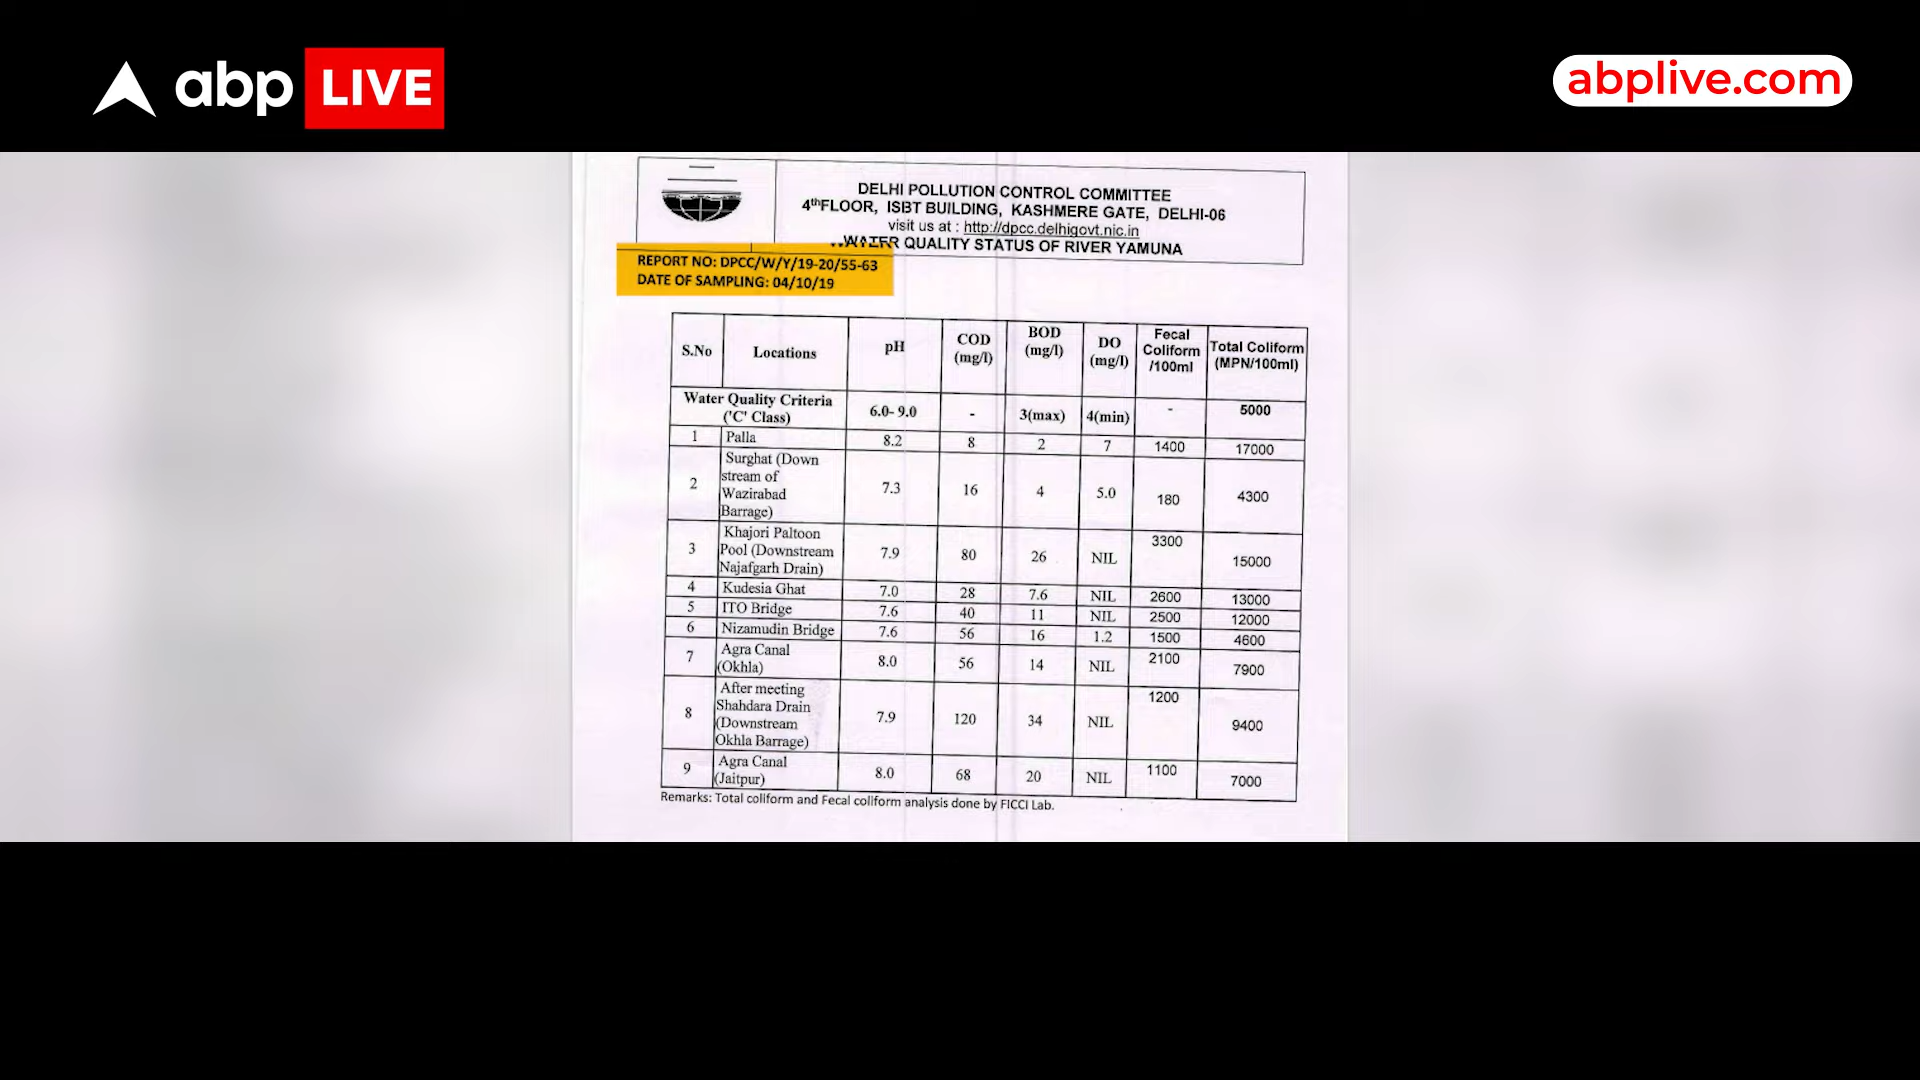 abp LIVE
abplive.com
DELHI POLLUTION CONTROL COMMITTEE
4thFLOOR, ISBT BUILDING, KASHMERE GATE, DELHI-06
visit us at : http://dpcc.delhigovt.nic.in
WATER QUALITY STATUS OF RIVER YAMUNA
REPORT NO: DPCC/W/Y/19-20/55-63
DATE OF SAMPLING: 04/10/19
S.No Locations pH COD (mg/l) BOD (mg/l) DO (mg/l) Fecal Coliform /100ml Total Coliform (MPN/100ml)
Water Quality Criteria ('C' Class) 6.0- 9.0 - 3(max) 4(min) - 5000
1 Palla 8.2 8 2 7 1400 17000
2 Surghat (Down stream of Wazirabad Barrage) 7.3 16 4 5.0 180 4300
3 Khajori Paltoon Pool (Downstream Najafgarh Drain) 7.9 80 26 NIL 3300 15000
4 Kudesia Ghat 7.0 28 7.6 NIL 2600 13000
5 ITO Bridge 7.6 40 11 NIL 2500 12000
6 Nizamudin Bridge 7.6 56 16 1.2 1500 4600
7 Agra Canal (Okhla) 8.0 56 14 NIL 2100 7900
8 After meeting Shahdara Drain (Downstream Okhla Barrage) 7.9 120 34 NIL 1200 9400
9 Agra Canal (Jaitpur) 8.0 68 20 NIL 1100 7000
Remarks: Total coliform and Fecal coliform analysis done by FICCI Lab.